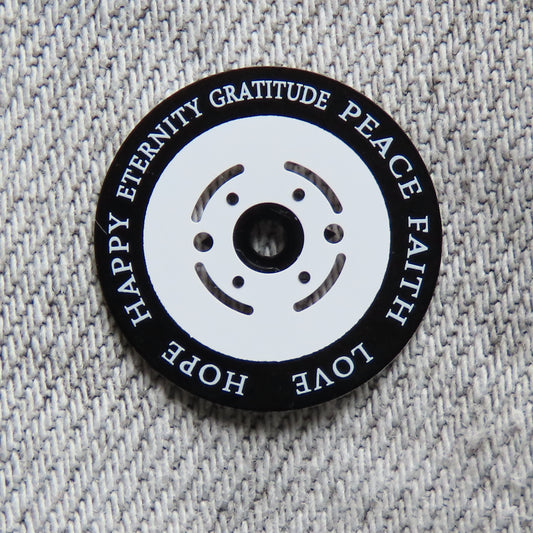 HOPE HAPPY ETERNITY GRATITUDE PEACE FAITH LOVE